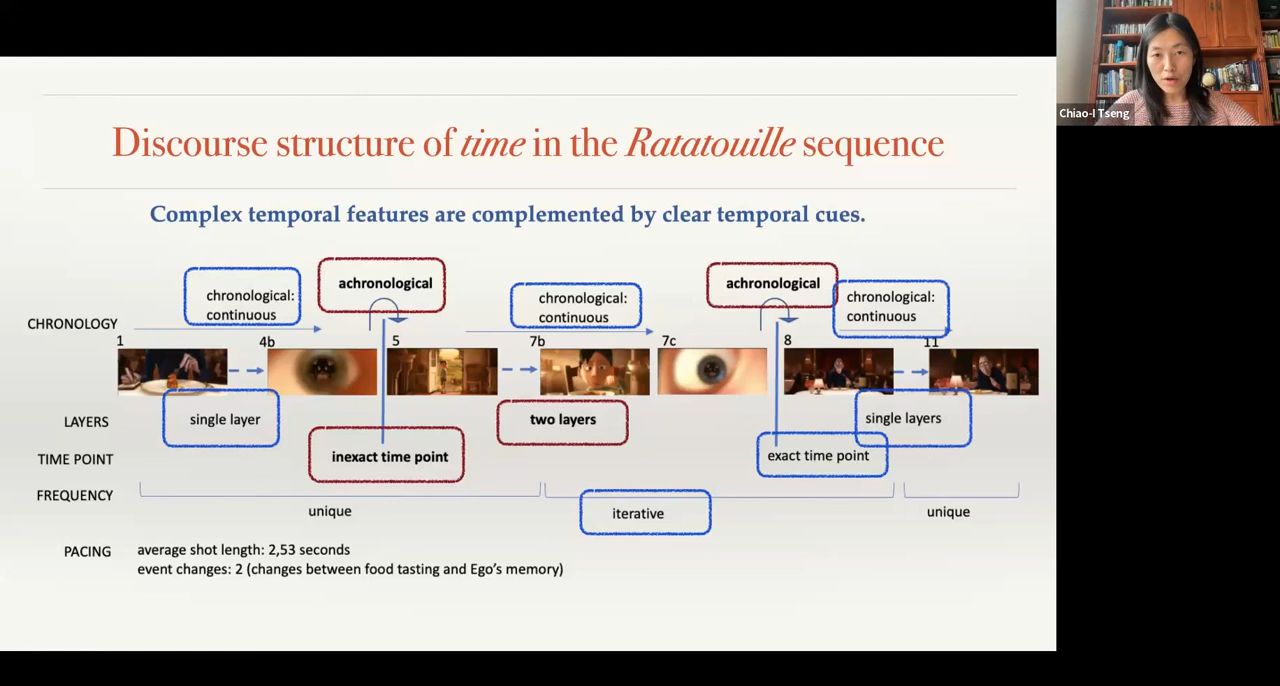 Chiao-I Tseng
Discourse structure of time in the Ratatouille sequence
Complex temporal features are complemented by clear temporal cues.
CHRONOLOGY
chronological:
continuous
achronological
chronological:
continuous
achronological
chronological:
continuous
1
4b
5
7b
7c
8
11
LAYERS
single layer
two layers
single layers
TIME POINT
inexact time point
exact time point
FREQUENCY
unique
iterative
unique
PACING
average shot length: 2,53 seconds
event changes: 2 (changes between food tasting and Ego's memory)